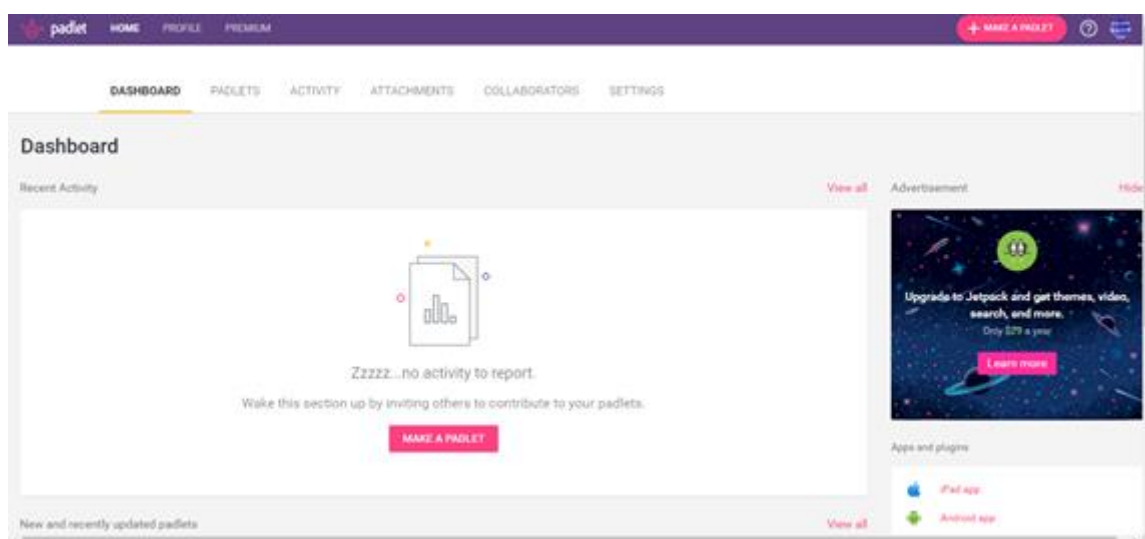 padlet HOME PROFILE PREMIUM + MAKE A PADLET
DASHBOARD PADLETS ACTIVITY ATTACHMENTS COLLABORATORS SETTINGS
Dashboard
Recent Activity View all
Zzzzz...no activity to report.
Wake this section up by inviting others to contribute to your padlets.
MAKE A PADLET
New and recently updated padlets View all
Advertisement Hide
Upgrade to Jetpack and get themes, video,
search, and more.
Only $29 a year
Learn more
Apps and plugins
iPad app
Android app